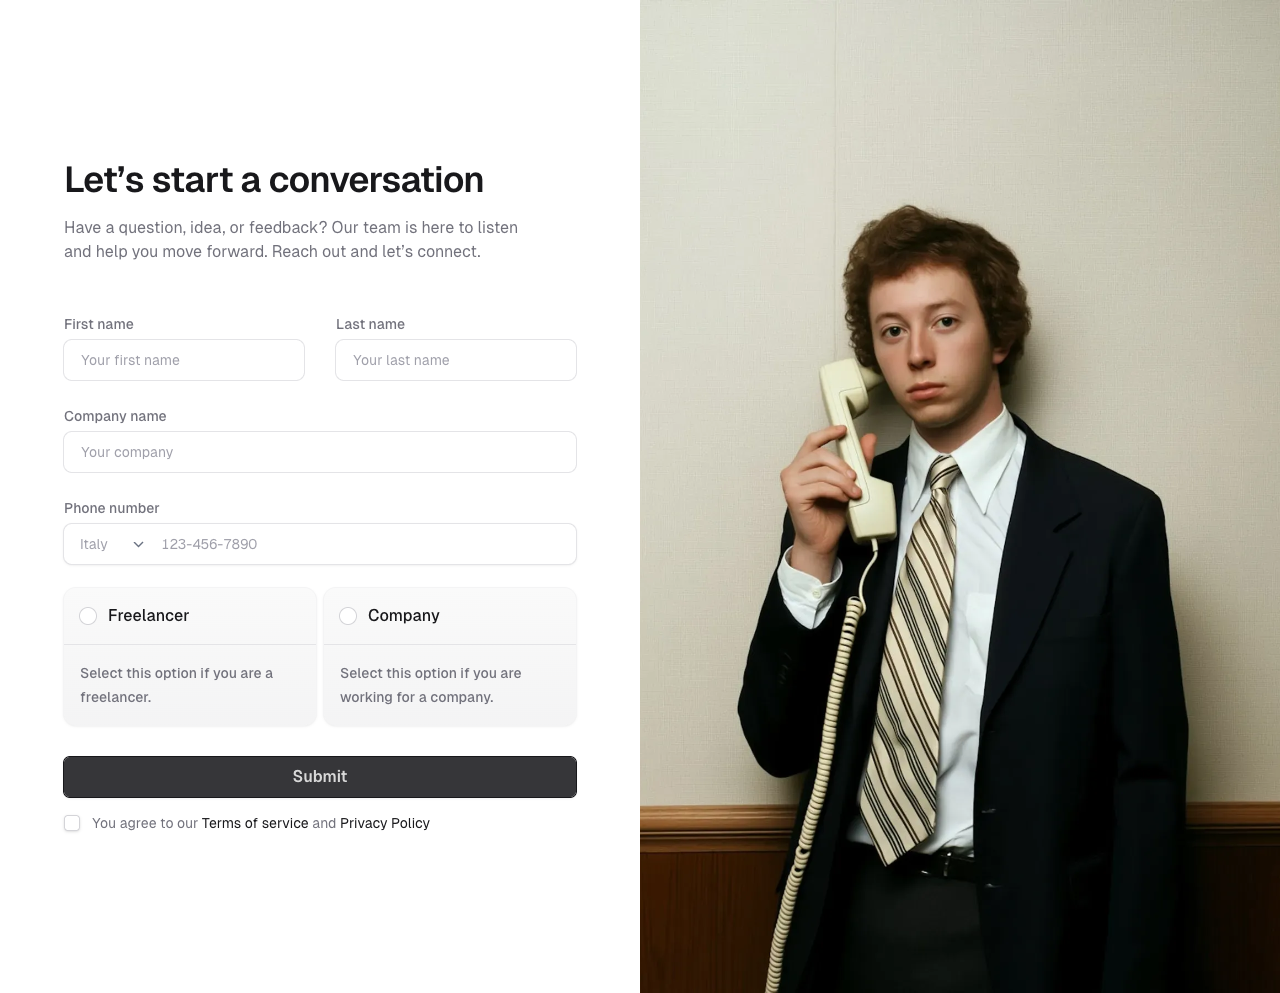 Let’s start a conversation
Have a question, idea, or feedback? Our team is here to listen
and help you move forward. Reach out and let’s connect.
First name
Last name
Your first name
Your last name
Company name
Your company
Phone number
Italy
123-456-7890
Freelancer
Company
Select this option if you are a
freelancer.
Select this option if you are
working for a company.
Submit
You agree to our Terms of service and Privacy Policy